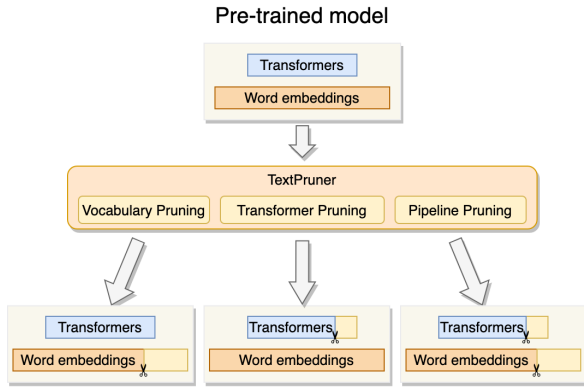 Pre-trained model
Transformers
Word embeddings
TextPruner
Vocabulary Pruning
Transformer Pruning
Pipeline Pruning
Transformers
Word embeddings
Transformers
Word embeddings
Transformers
Word embeddings